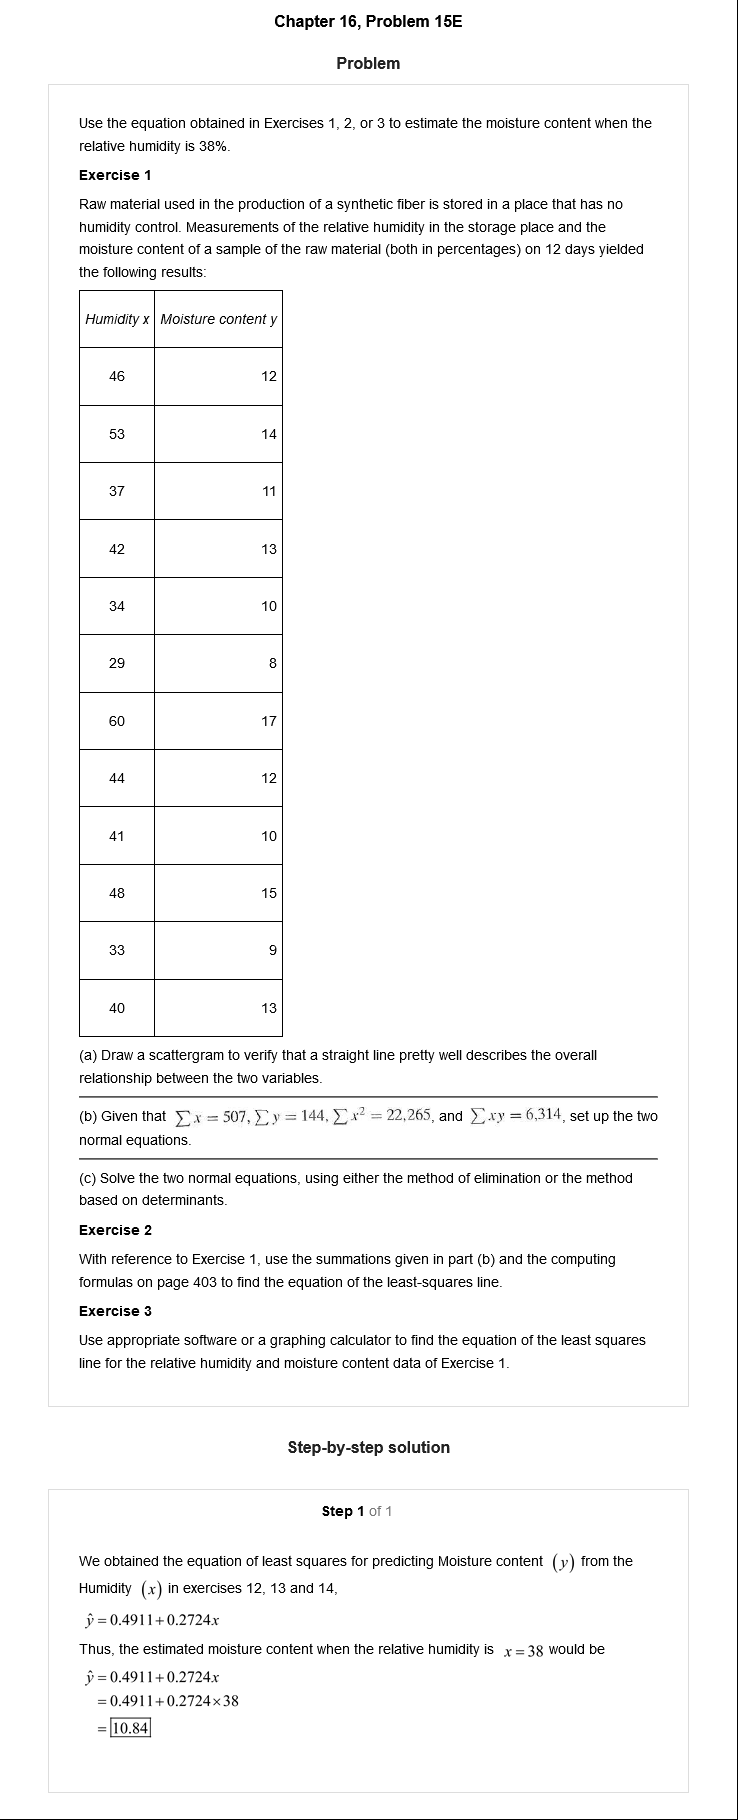 Chapter 16, Problem 15E
Problem
Use the equation obtained in Exercises 1, 2, or 3 to estimate the moisture content when the
relative humidity is 38%.
Exercise 1
Raw material used in the production of a synthetic fiber is stored in a place that has no
humidity control. Measurements of the relative humidity in the storage place and the
moisture content of a sample of the raw material (both in percentages) on 12 days yielded
the following results:
Humidity x Moisture content y
46 12
53 14
37 11
42 13
34 10
29 8
60 17
44 12
41 10
48 15
33 9
40 13
(a) Draw a scattergram to verify that a straight line pretty well describes the overall
relationship between the two variables.
(b) Given that ∑x = 507, ∑y = 144, ∑x² = 22,265, and ∑xy = 6,314, set up the two
normal equations.
(c) Solve the two normal equations, using either the method of elimination or the method
based on determinants.
Exercise 2
With reference to Exercise 1, use the summations given in part (b) and the computing
formulas on page 403 to find the equation of the least-squares line.
Exercise 3
Use appropriate software or a graphing calculator to find the equation of the least squares
line for the relative humidity and moisture content data of Exercise 1.
Step-by-step solution
Step 1 of 1
We obtained the equation of least squares for predicting Moisture content (y) from the
Humidity (x) in exercises 12, 13 and 14,
ŷ = 0.4911+0.2724x
Thus, the estimated moisture content when the relative humidity is x = 38 would be
ŷ = 0.4911+0.2724x
= 0.4911+0.2724×38
= 10.84